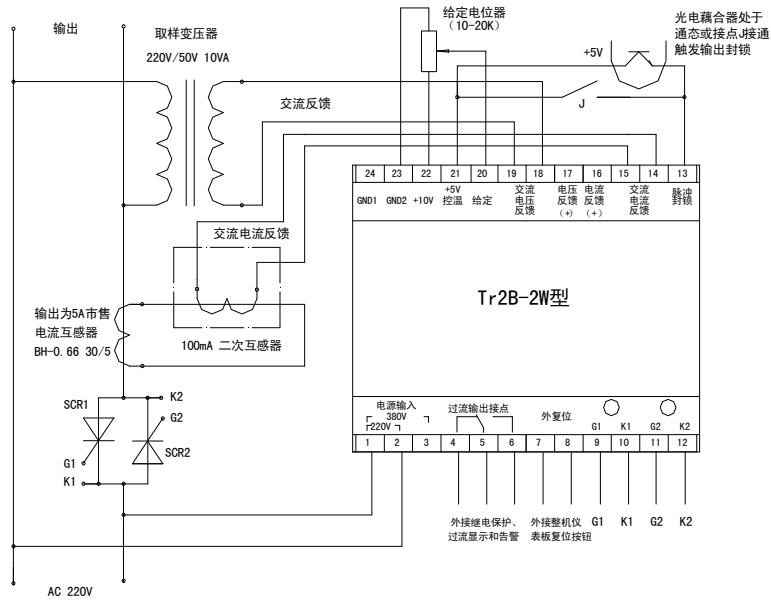 输出
取样变压器
220V/50V 10VA
交流反馈
给定电位器
(10-20K)
+5V
J
光电藕合器处于
通态或接点J接通
触发输出封锁
24 23 22 21 20 19 18 17 16 15 14 13
GND1 GND2 +10V
+5V
控温
给定
交流
电压
反馈
电压
反馈
(+)
电流
反馈
(+)
交流
电流
反馈
脉冲
封锁
交流电流反馈
Tr2B-2W型
输出为5A市售
电流互感器
BH-0.66 30/5
100mA 二次互感器
SCR1
K2
G2
G1
SCR2
K1
电源输入
380V
220V
过流输出接点
外复位
G1 K1 G2 K2
1 2 3 4 5 6 7 8 9 10 11 12
外接继电保护、
过流显示和告警
外接整机仪
表板复位按钮
G1 K1 G2 K2
AC 220V